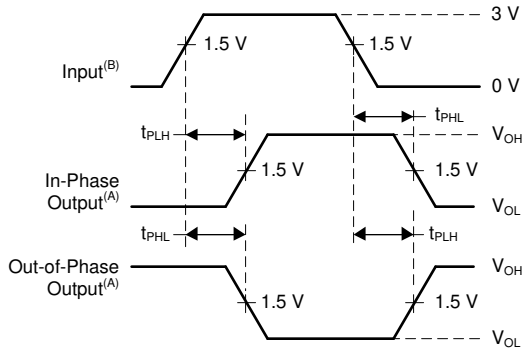 3 V
1.5 V
1.5 V
Input(B)
0 V
tPHL
tPLH
VOH
In-Phase
Output(A)
1.5 V
1.5 V
VOL
tPHL
tPLH
Out-of-Phase
Output(A)
VOH
1.5 V
1.5 V
VOL